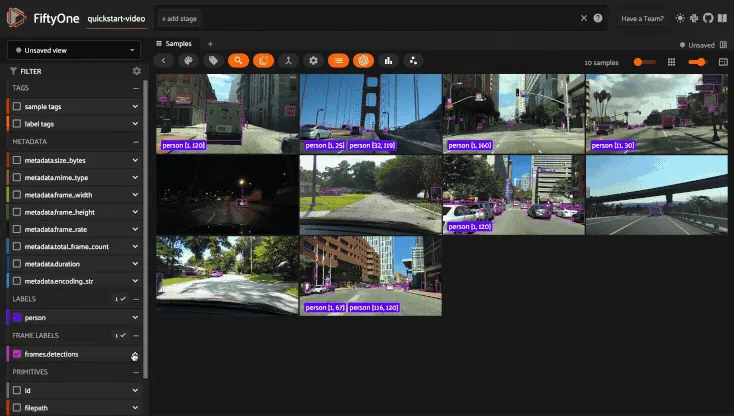 FiftyOne
quickstart-video
+ add stage
Have a Team?
Unsaved view
Samples
+
Unsaved
FILTER
10 samples
TAGS
sample tags
label tags
METADATA
metadata.size_bytes
metadata.mime_type
metadata.frame_width
metadata.frame_height
metadata.frame_rate
metadata.total_frame_count
metadata.duration
metadata.encoding_str
LABELS
1
person
FRAME LABELS
1
frames.detections
PRIMITIVES
id
filepath
person [1, 120]
person [1, 25] person [32, 119]
person [1, 160]
person [11, 30]
person [1, 120]
person [1, 67] person [116, 120]